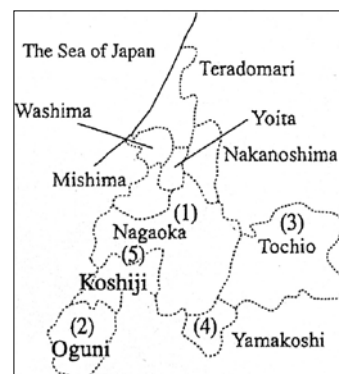 The Sea of Japan
Teradomari
Washima
Yoita
Nakanoshima
Mishima
(1)
Nagaoka
(3)
Tochio
(5)
Koshiji
(2)
Oguni
(4)
Yamakoshi